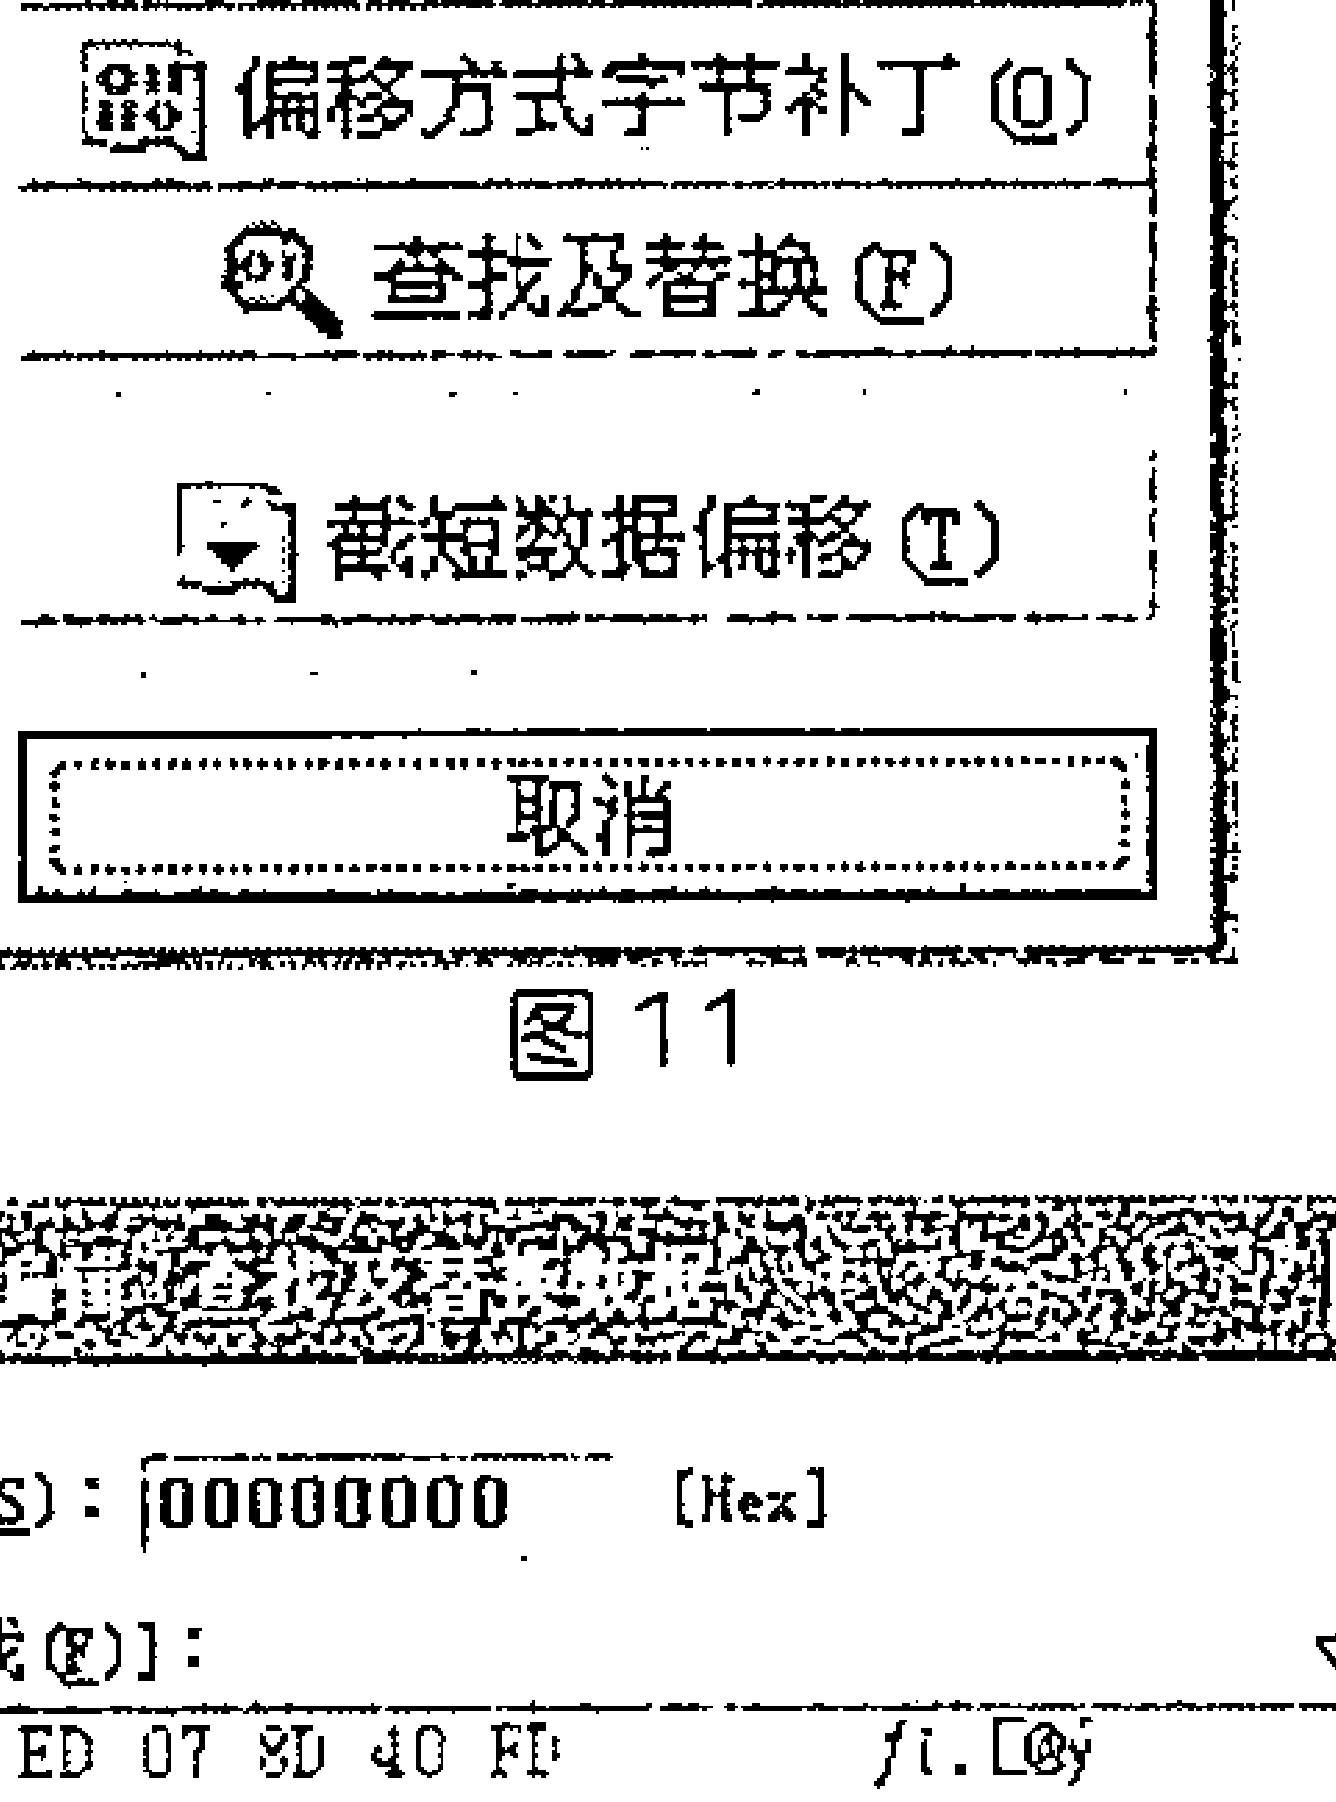 偏移方式字节补丁(O)
查找及替换(F)
截短数据偏移(T)
取消
图 11
S): 00000000 [Hex]
(F)]:
ED 07 8D 40 FD ƒí.@ý